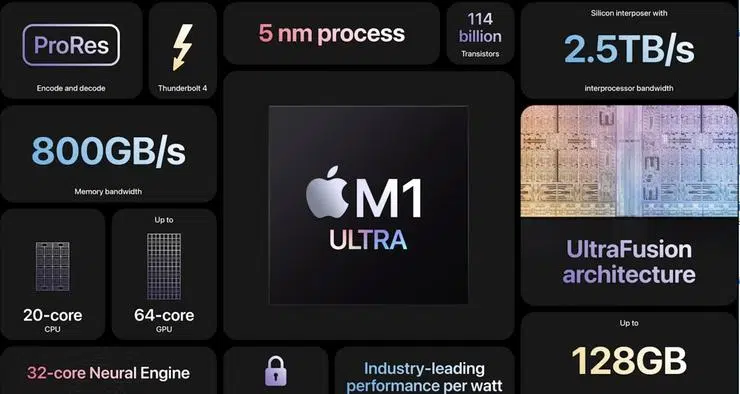 ProRes
Encode and decode
Thunderbolt 4
5 nm process
114
billion
Transistors
Silicon interposer with
2.5TB/s
interprocessor bandwidth
800GB/s
Memory bandwidth
M1
ULTRA
UltraFusion
architecture
20-core
CPU
Up to
64-core
GPU
Up to
128GB
32-core Neural Engine
Industry-leading
performance per watt